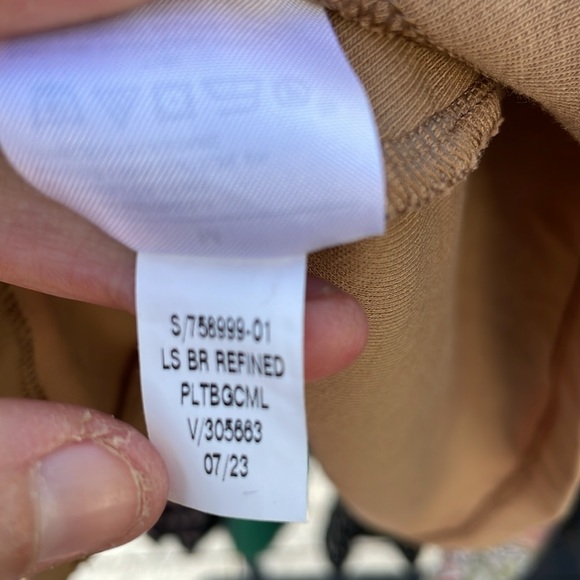 S/758999-01
LS BR REFINED
PLTBGCML
V/305663
07/23